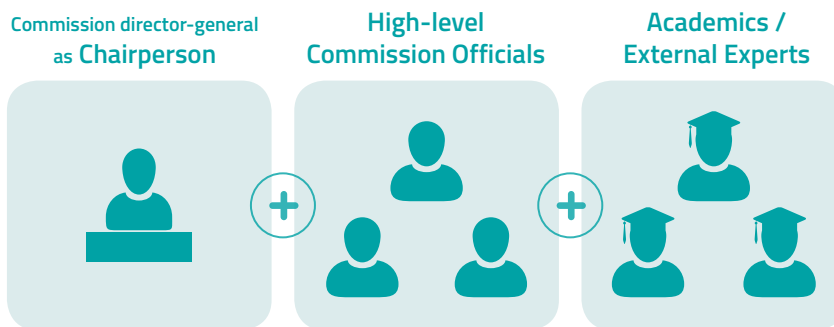 Commission director-general
as Chairperson
High-level
Commission Officials
Academics /
External Experts